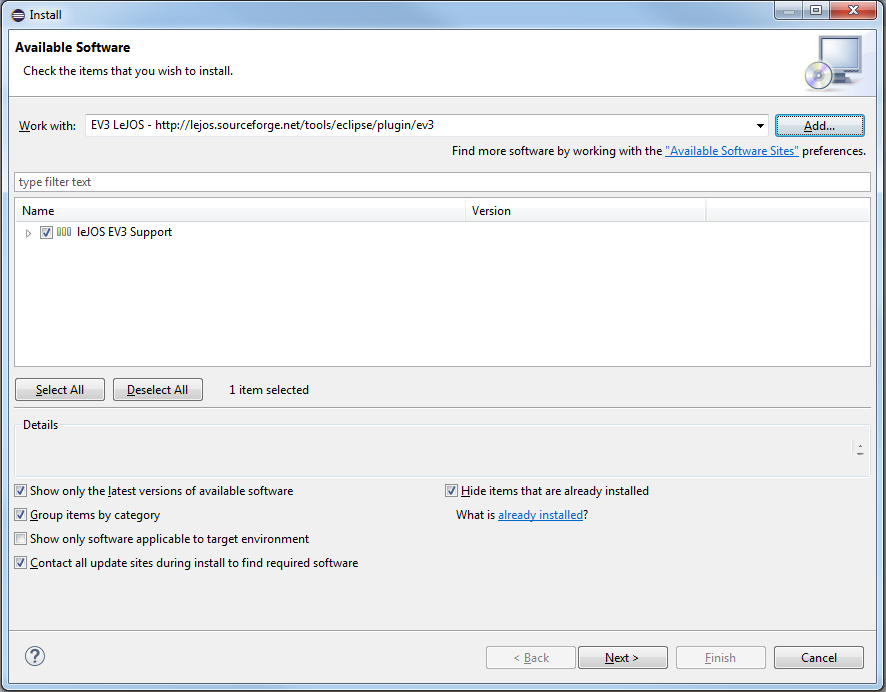 Install
Available Software
Check the items that you wish to install.
Work with: EV3 LeJOS - http://lejos.sourceforge.net/tools/eclipse/plugin/ev3 Add...
Find more software by working with the "Available Software Sites" preferences.
type filter text
Name Version
leJOS EV3 Support
Select All Deselect All 1 item selected
Details
Show only the latest versions of available software Hide items that are already installed
Group items by category What is already installed?
Show only software applicable to target environment
Contact all update sites during install to find required software
? < Back Next > Finish Cancel